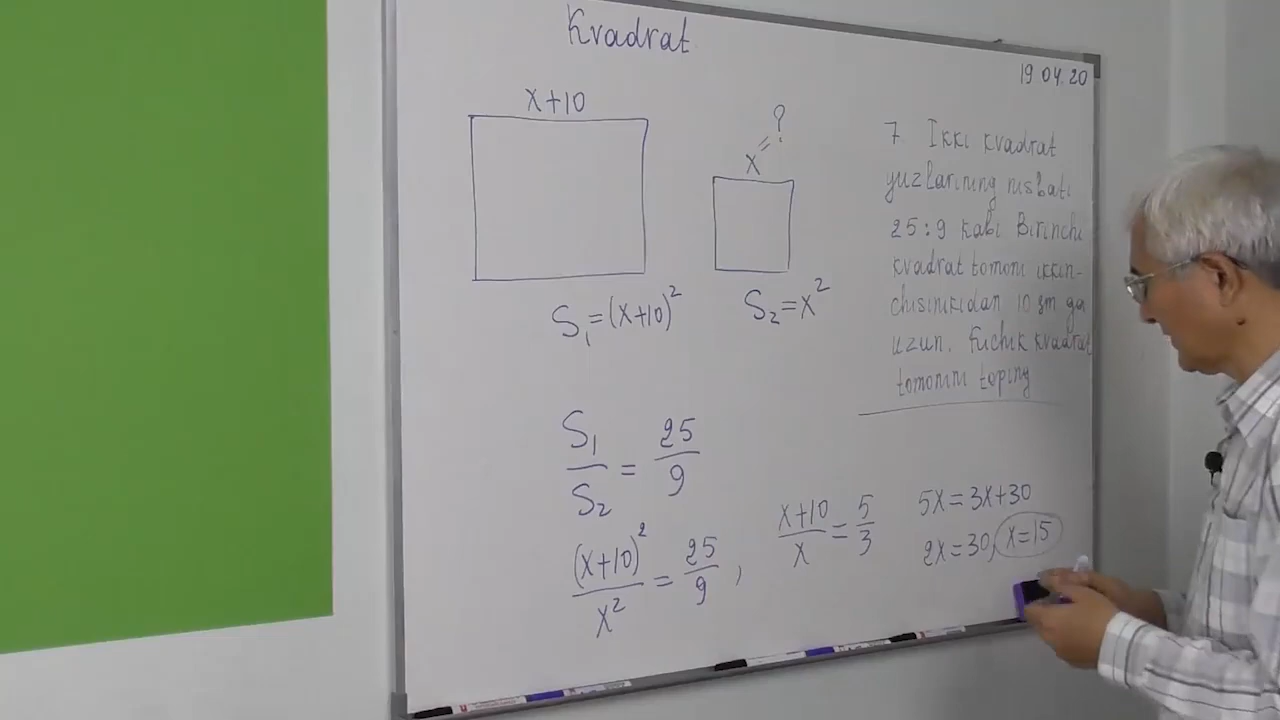 Kvadrat
19 04. 20
x+10
x=?
S₁=(x+10)²
S₂=x²
7. Ikki kvadrat
yuzlarining nisbati
25:9 kabi Birinchi
kvadrat tomoni ikkin-
chisinikidan 10 sm ga
uzun. kvadrat
tomonini toping
S₁/S₂ = 25/9
(x+10)²/x² = 25/9 ,
x+10/x = 5/3
5x=3x+30
2x=30, x=15